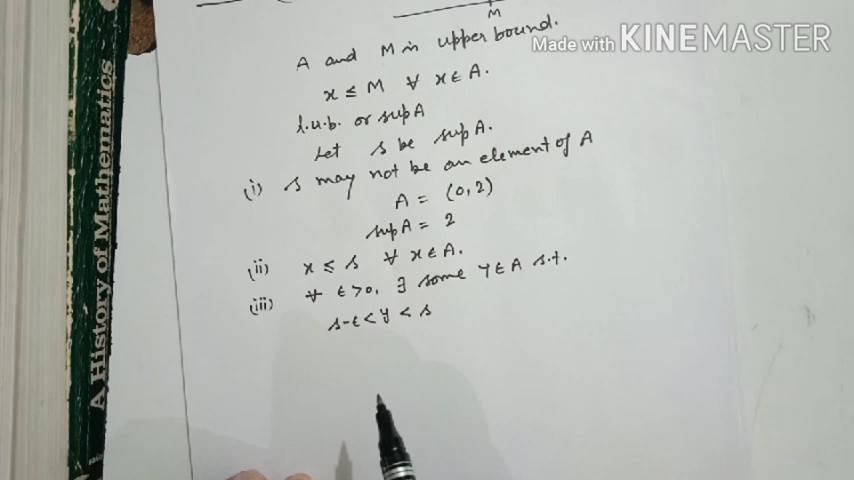 M
A and M is upper bound.
Made with KINEMASTER
x ≤ M ∀ x ∈ A.
l.u.b. or sup A
Let s be sup A.
(i) s may not be an element of A
A = (0, 2)
sup A = 2
(ii) x ≤ s ∀ x ∈ A.
(iii) ∀ ε > 0, ∃ some y ∈ A s.t.
s-ε < y < s
A History of Mathematics